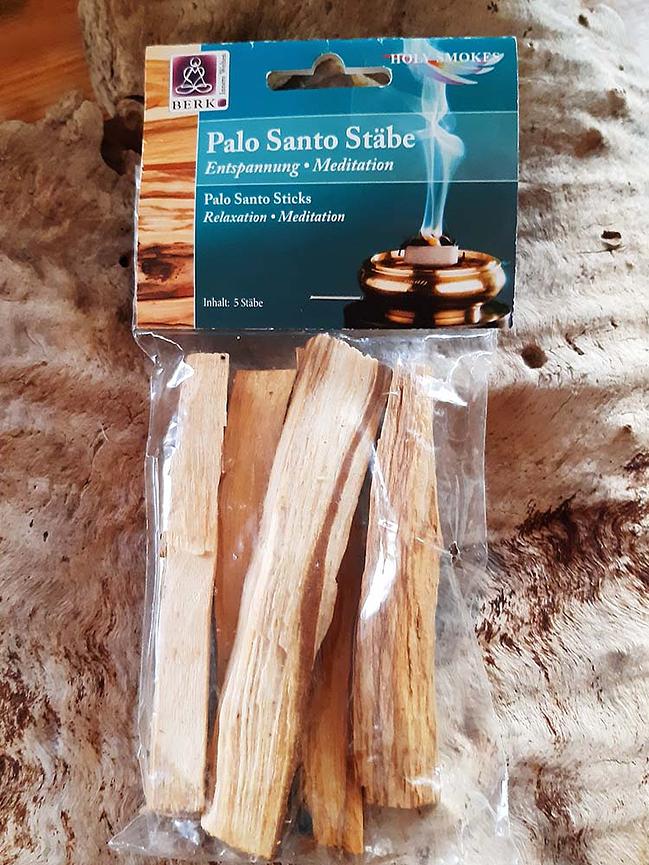 HOLY SMOKES
BERK
Palo Santo Stäbe
Entspannung • Meditation
Palo Santo Sticks
Relaxation • Meditation
Inhalt: 5 Stäbe